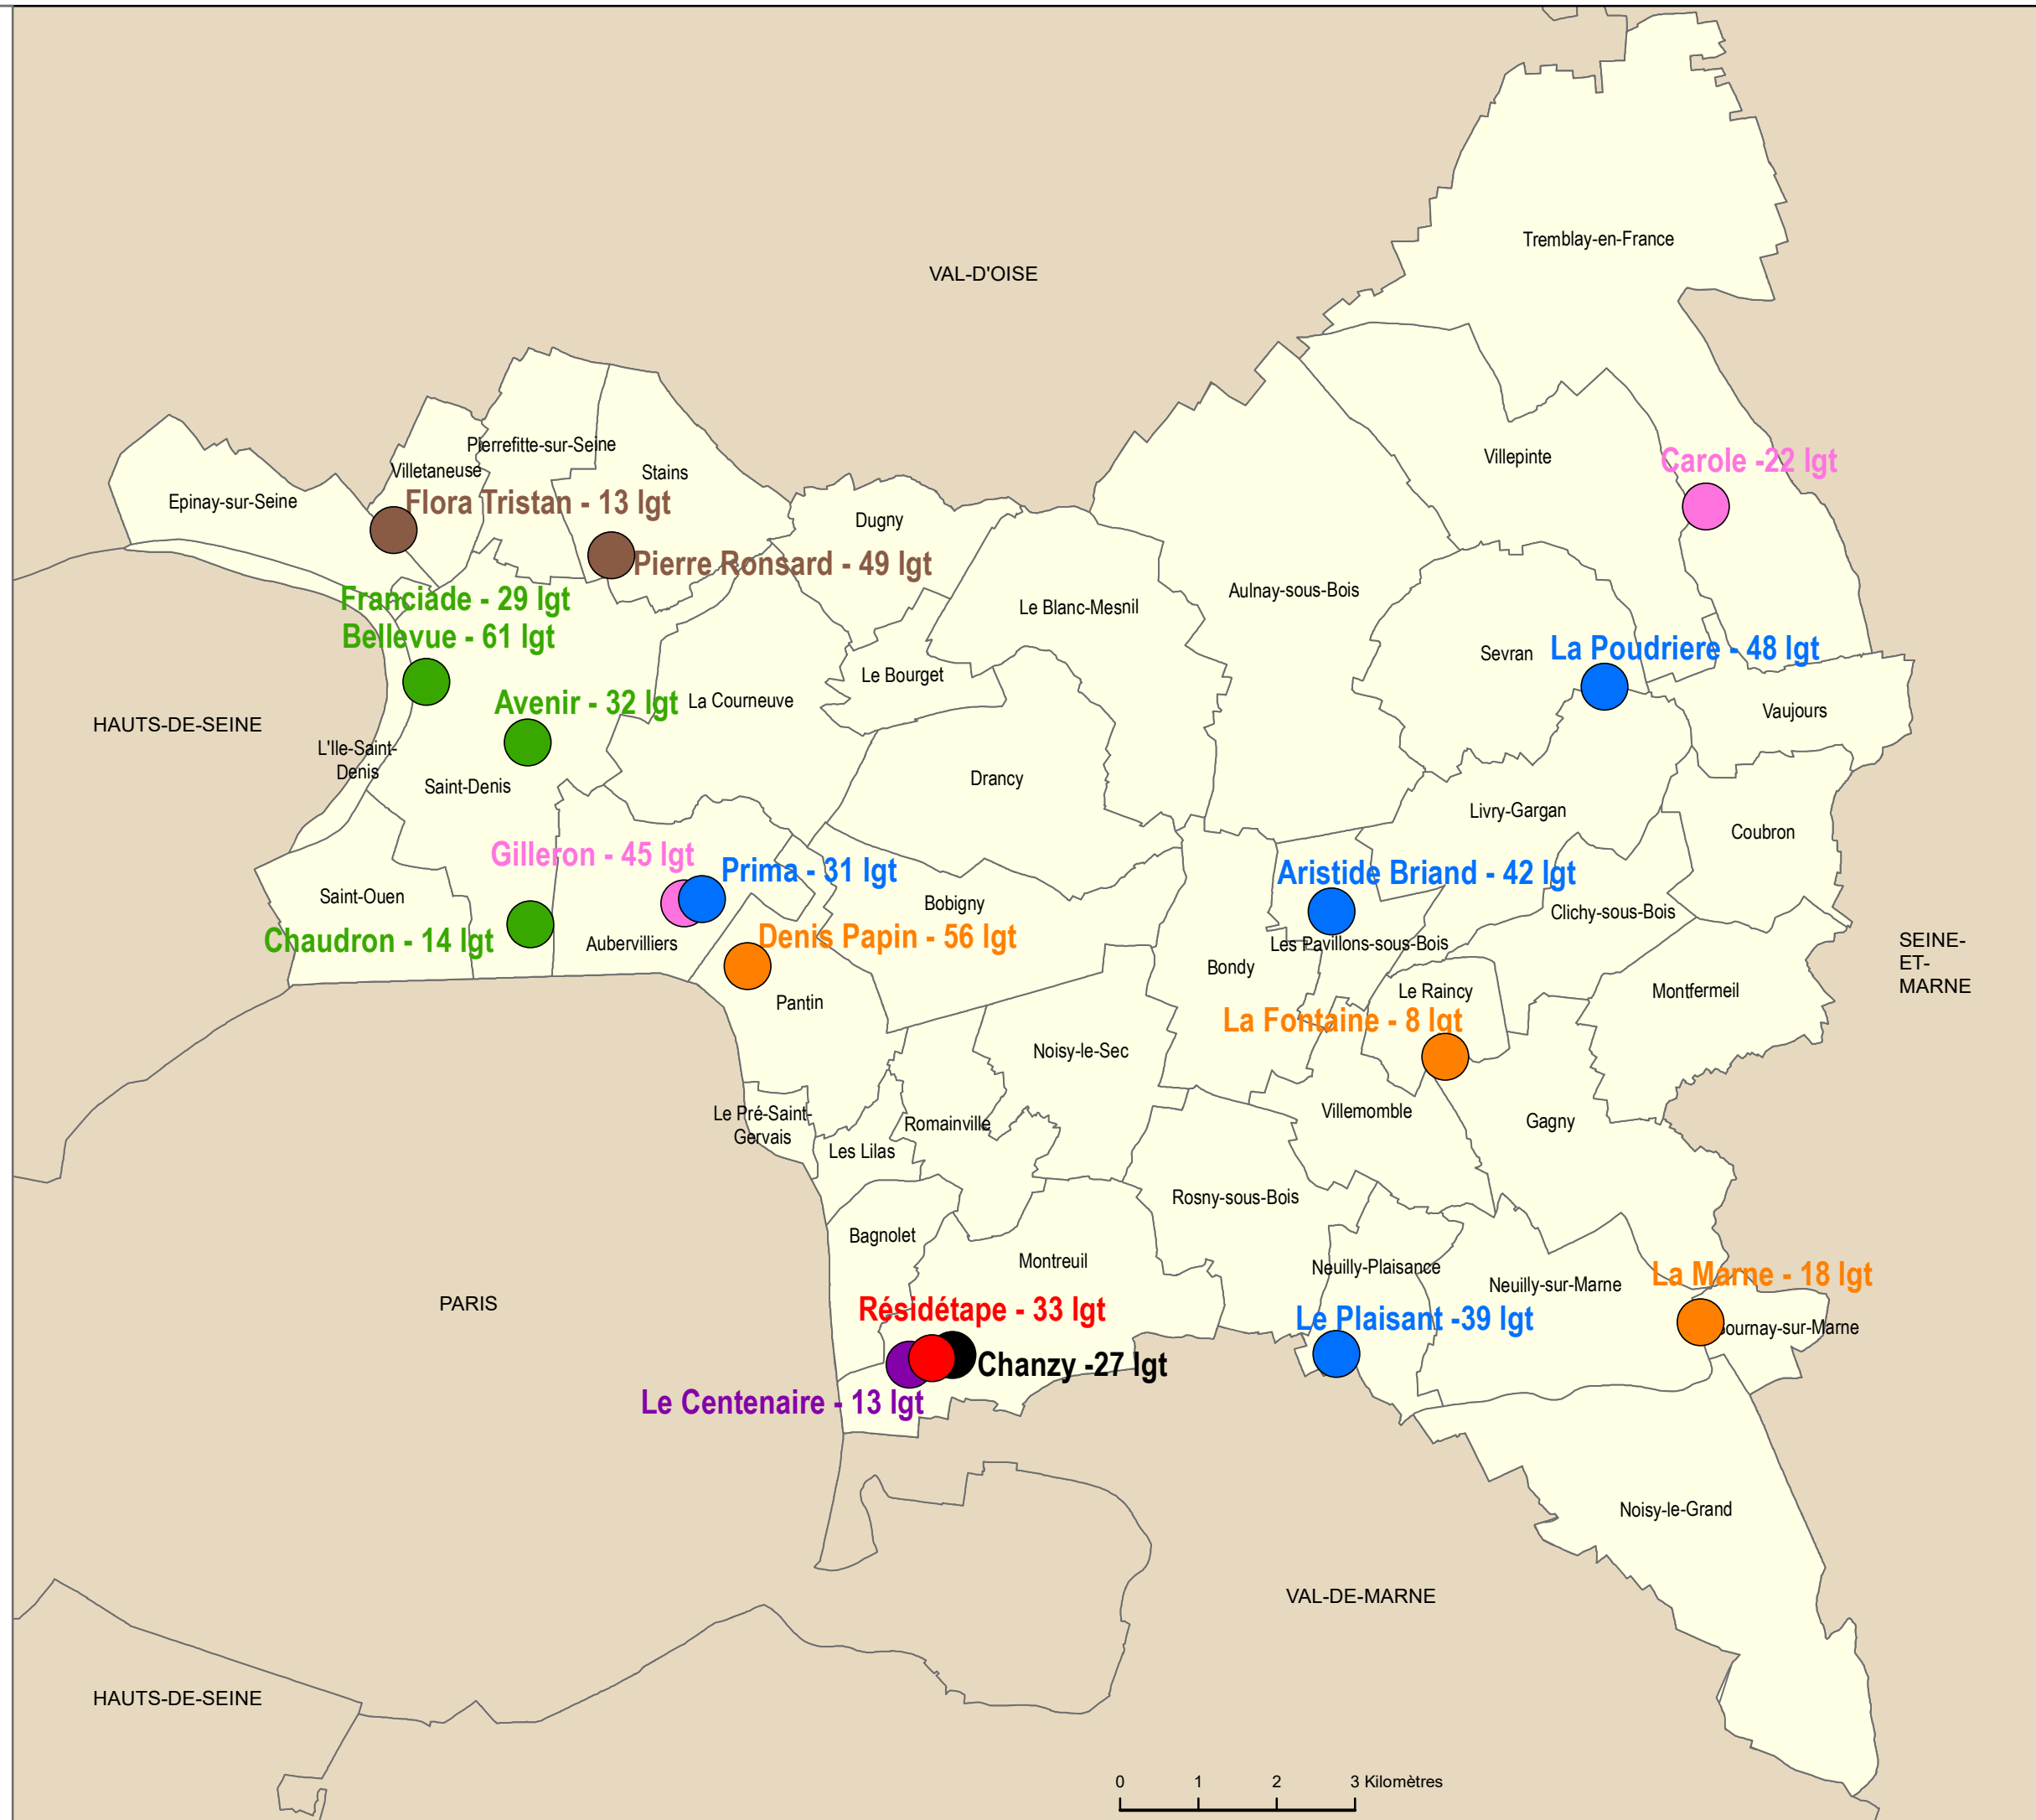 Tremblay-en-France
VAL-D'OISE
Pierrefitte-sur-Seine
Villepinte
Carole -22 lgt
Villetaneuse
Stains
Epinay-sur-Seine
Flora Tristan - 13 lgt
Dugny
Pierre Ronsard - 49 lgt
Aulnay-sous-Bois
Franciade - 29 lgt
Le Blanc-Mesnil
Bellevue - 61 lgt
Sevran
La Poudriere - 48 lgt
Le Bourget
Avenir - 32 lgt
La Courneuve
Vaujours
HAUTS-DE-SEINE
L'Ile-Saint-
Denis
Drancy
Saint-Denis
Livry-Gargan
Coubron
Gilleron - 45 lgt
Prima - 31 lgt
Aristide Briand - 42 lgt
Saint-Ouen
Bobigny
Clichy-sous-Bois
Chaudron - 14 lgt
Aubervilliers
Denis Papin - 56 lgt
Les Pavillons-sous-Bois
SEINE-
ET-
MARNE
Bondy
Pantin
Le Raincy
Montfermeil
La Fontaine - 8 lgt
Noisy-le-Sec
Le Pré-Saint-
Gervais
Romainville
Villemomble
Gagny
Les Lilas
Rosny-sous-Bois
Bagnolet
Montreuil
Neuilly-Plaisance
Neuilly-sur-Marne
La Marne - 18 lgt
PARIS
Résidétape - 33 lgt
Le Plaisant -39 lgt
Gournay-sur-Marne
Chanzy -27 lgt
Le Centenaire - 13 lgt
Noisy-le-Grand
VAL-DE-MARNE
HAUTS-DE-SEINE
0 1 2 3 Kilomètres